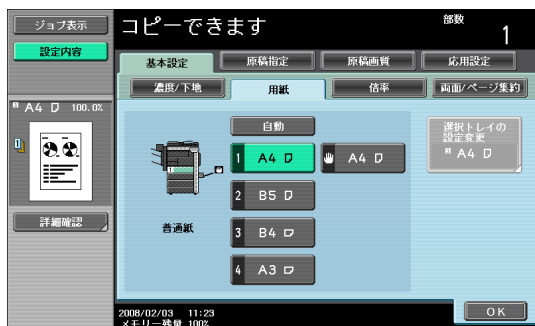 ジョブ表示
設定内容
コピーできます
部数
1
基本設定
原稿指定
原稿画質
応用設定
濃度/下地
用紙
倍率
両面/ページ集約
A4 100.0%
自動
1 A4
A4
2 B5
3 B4
4 A3
普通紙
選択トレイの
設定変更
A4
詳細確認
2008/02/03 11:23
メモリー残量 100%
OK